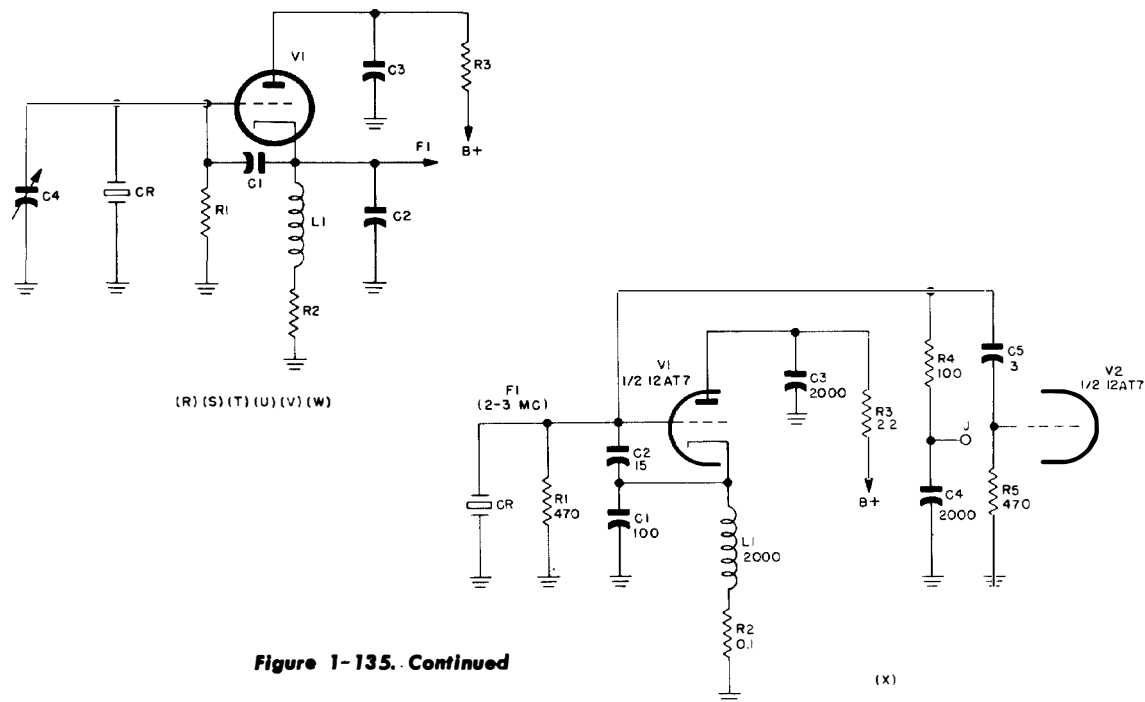 V1
C3
R3
B+
F1
C1
C4
CR
R1
L1
C2
R2
(R) (S) (T) (U) (V) (W)
F1
(2-3 MC)
V1
1/2 12AT7
C3
2000
R3
2.2
B+
R4
100
C5
3
V2
1/2 12AT7
J
C2
15
CR
R1
470
C1
100
L1
2000
C4
2000
R5
470
R2
0.1
Figure 1-135. Continued
(X)